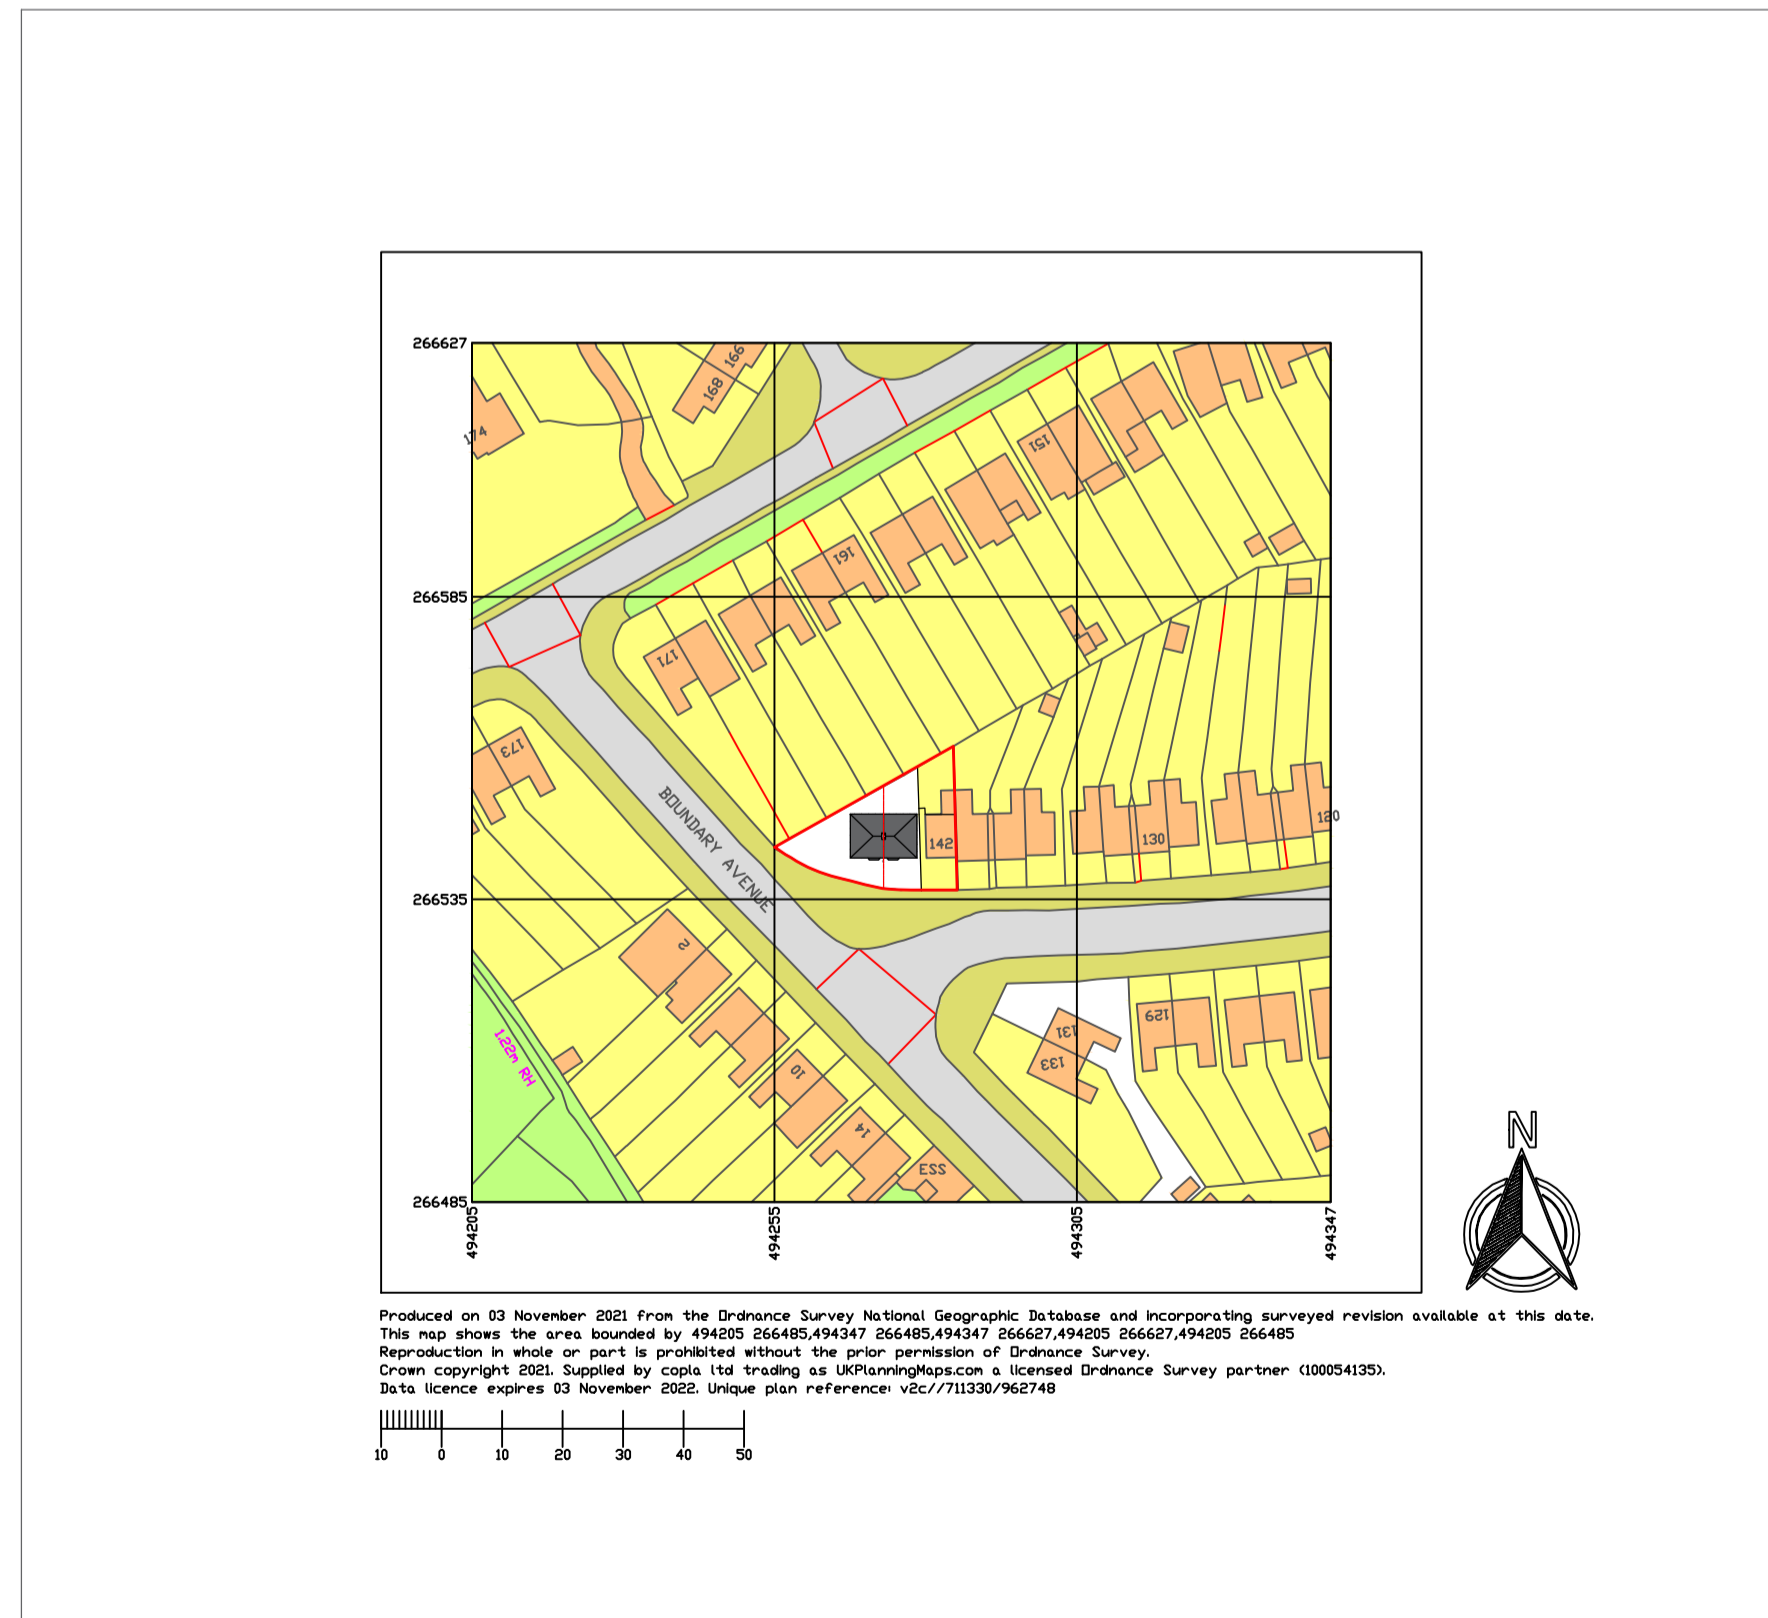 266627
166
168
174
151
161
266585
171
173
BOUNDARY AVENUE
142
130
120
266535
2
1.22m RH
129
131
133
10
14
ESS
266485
494205
494255
494305
494347
N
Produced on 03 November 2021 from the Ordnance Survey National Geographic Database and incorporating surveyed revision available at this date.
This map shows the area bounded by 494205 266485,494347 266485,494347 266627,494205 266627,494205 266485
Reproduction in whole or part is prohibited without the prior permission of Ordnance Survey.
Crown copyright 2021. Supplied by copla ltd trading as UKPlanningMaps.com a licensed Ordnance Survey partner (100054135).
Data licence expires 03 November 2022. Unique plan reference: v2c//711330/962748
10 0 10 20 30 40 50